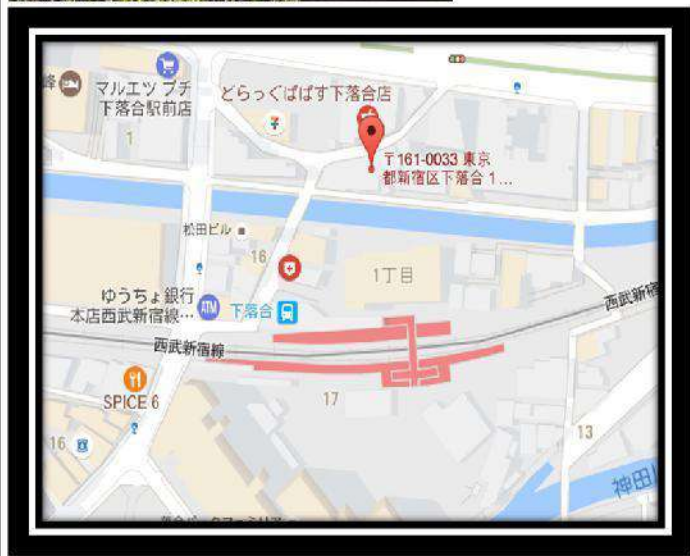 峰
マルエツ プチ
下落合駅前店
どらっぐぱぱす下落合店
1
〒161-0033 東京
都新宿区下落合 1...
松田ビル
16
1丁目
ゆうちょ銀行
本店西武新宿線…
ATM
下落合
西武新宿
西武新宿線
SPICE 6
17
16
13
神田